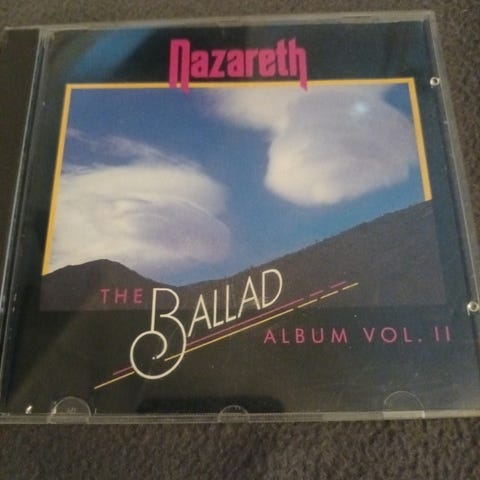 Nazareth
THE BALLAD
ALBUM VOL. II